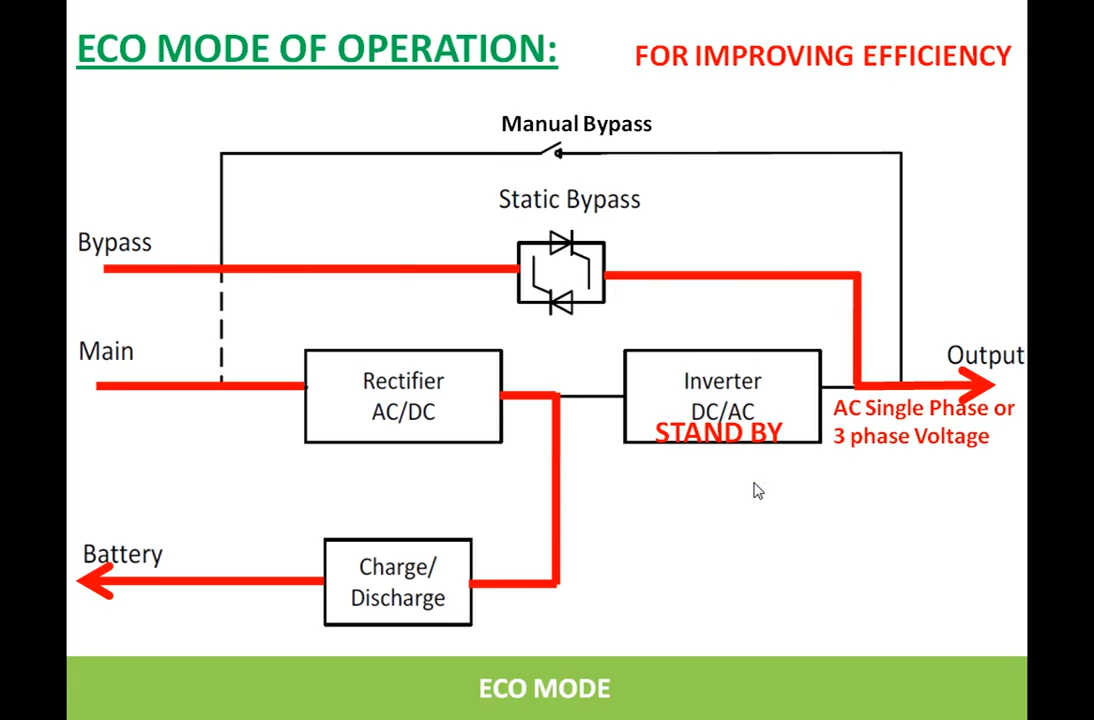 ECO MODE OF OPERATION:
FOR IMPROVING EFFICIENCY
Manual Bypass
Static Bypass
Bypass
Main
Rectifier
AC/DC
Inverter
DC/AC
STAND BY
Output
AC Single Phase or
3 phase Voltage
Battery
Charge/
Discharge
ECO MODE